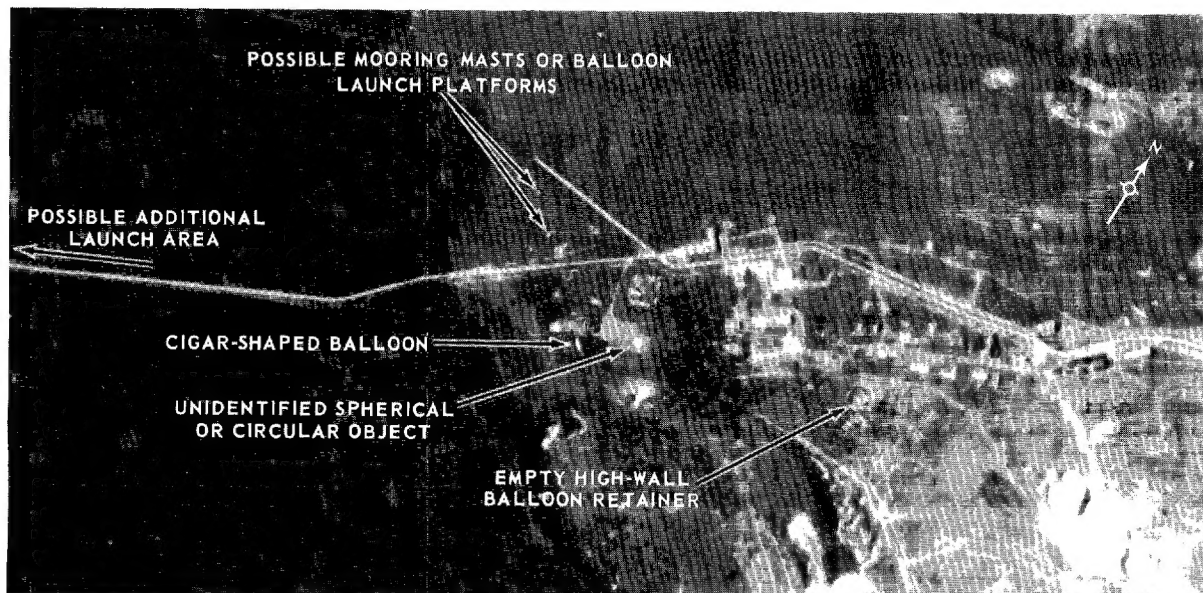 POSSIBLE MOORING MASTS OR BALLOON
LAUNCH PLATFORMS
POSSIBLE ADDITIONAL
LAUNCH AREA
N
CIGAR-SHAPED BALLOON
UNIDENTIFIED SPHERICAL
OR CIRCULAR OBJECT
EMPTY HIGH-WALL
BALLOON RETAINER